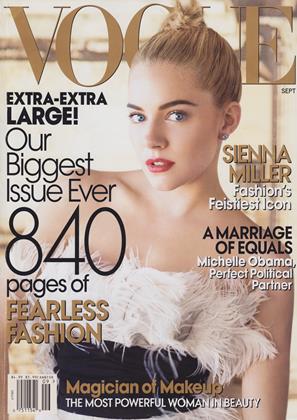 VOGUE
SEPT
EXTRA-EXTRA
LARGE!
Our
Biggest
Issue Ever
840
pages of
FEARLESS
FASHION
SIENNA
MILLER
Fashion's
Feistiest Icon
A MARRIAGE
OF EQUALS
Michelle Obama,
Perfect Political
Partner
Magician of Makeup
THE MOST POWERFUL WOMAN IN BEAUTY